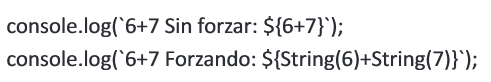 console.log(`6+7 Sin forzar: ${6+7}`);
console.log(`6+7 Forzando: ${String(6)+String(7)}`);